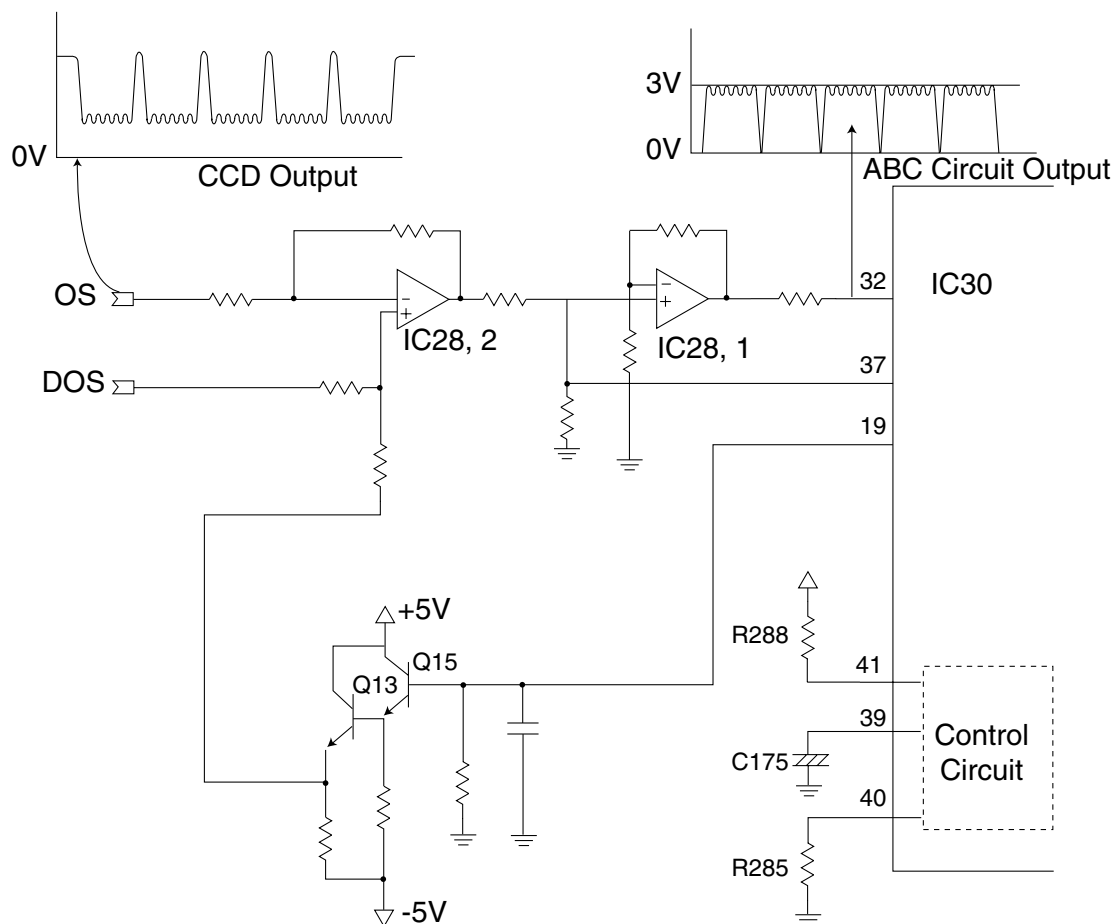 0V
CCD Output
3V
0V
ABC Circuit Output
OS
IC28, 2
IC28, 1
32
IC30
DOS
37
19
+5V
Q15
Q13
R288
41
39
C175
Control
Circuit
40
R285
-5V